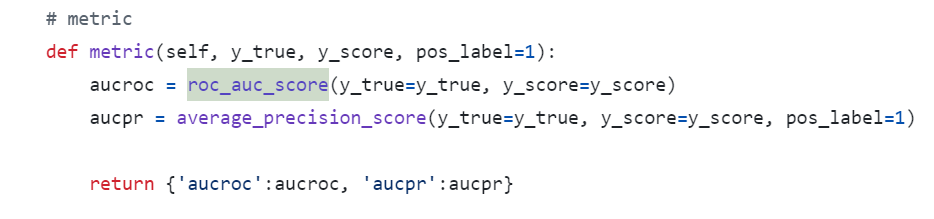 # metric
def metric(self, y_true, y_score, pos_label=1):
    aucroc = roc_auc_score(y_true=y_true, y_score=y_score)
    aucpr = average_precision_score(y_true=y_true, y_score=y_score, pos_label=1)
    return {'aucroc':aucroc, 'aucpr':aucpr}